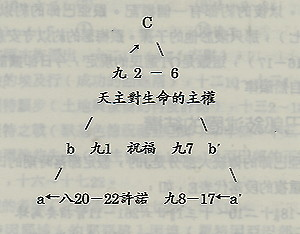 C
九 2 － 6
天主對生命的主權
b 九1 祝福 九7 b′
a←八20－22許諾 九8－17←a′